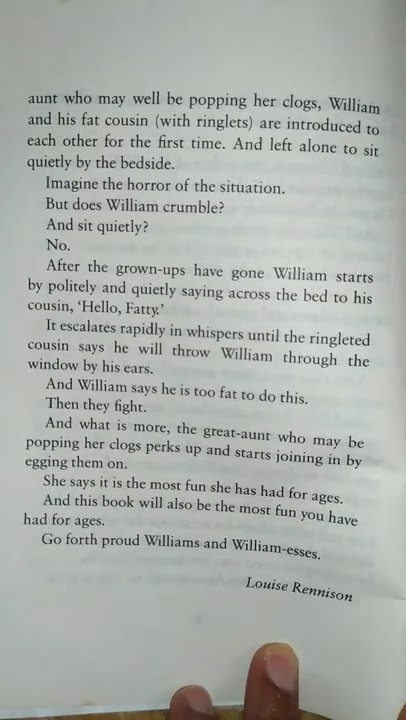 aunt who may well be popping her clogs, William
and his fat cousin (with ringlets) are introduced to
each other for the first time. And left alone to sit
quietly by the bedside.
Imagine the horror of the situation.
But does William crumble?
And sit quietly?
No.
After the grown-ups have gone William starts
by politely and quietly saying across the bed to his
cousin, ‘Hello, Fatty.’
It escalates rapidly in whispers until the ringleted
cousin says he will throw William through the
window by his ears.
And William says he is too fat to do this.
Then they fight.
And what is more, the great-aunt who may be
popping her clogs perks up and starts joining in by
egging them on.
She says it is the most fun she has had for ages.
And this book will also be the most fun you have
had for ages.
Go forth proud Williams and William-esses.
Louise Rennison